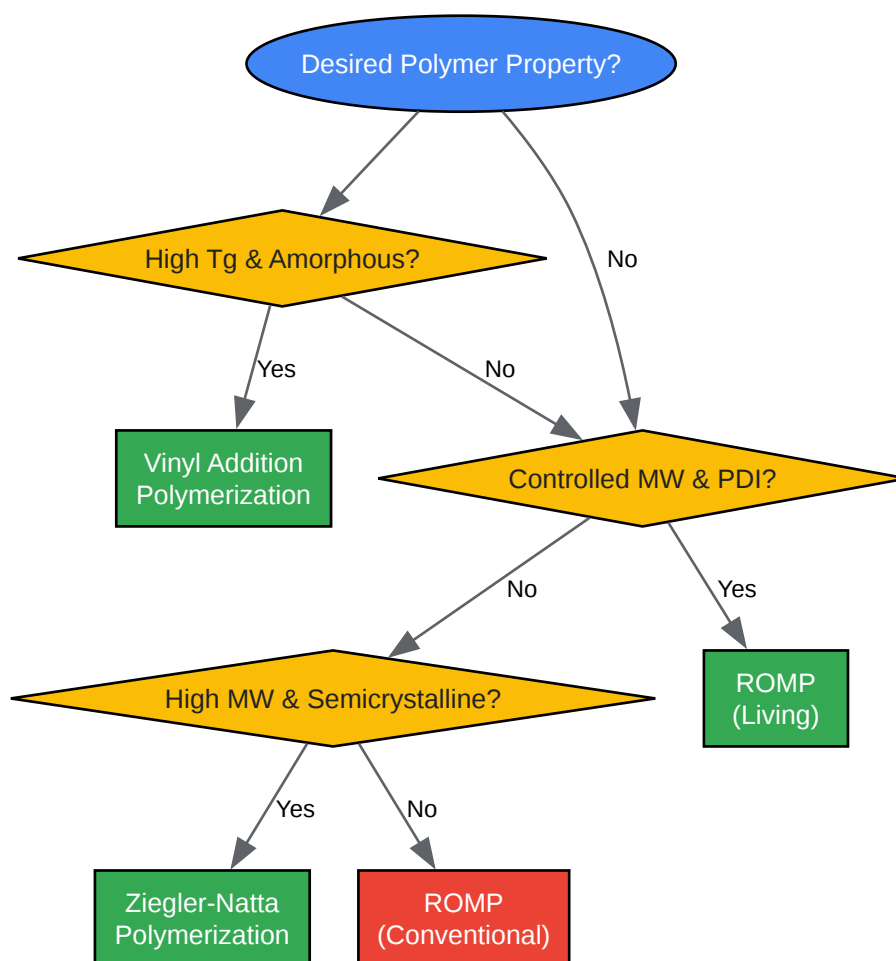 Desired Polymer Property?
High Tg & Amorphous?
No
Yes
No
Vinyl Addition
Polymerization
Controlled MW & PDI?
No
Yes
High MW & Semicrystalline?
ROMP
(Living)
Yes
No
Ziegler-Natta
Polymerization
ROMP
(Conventional)